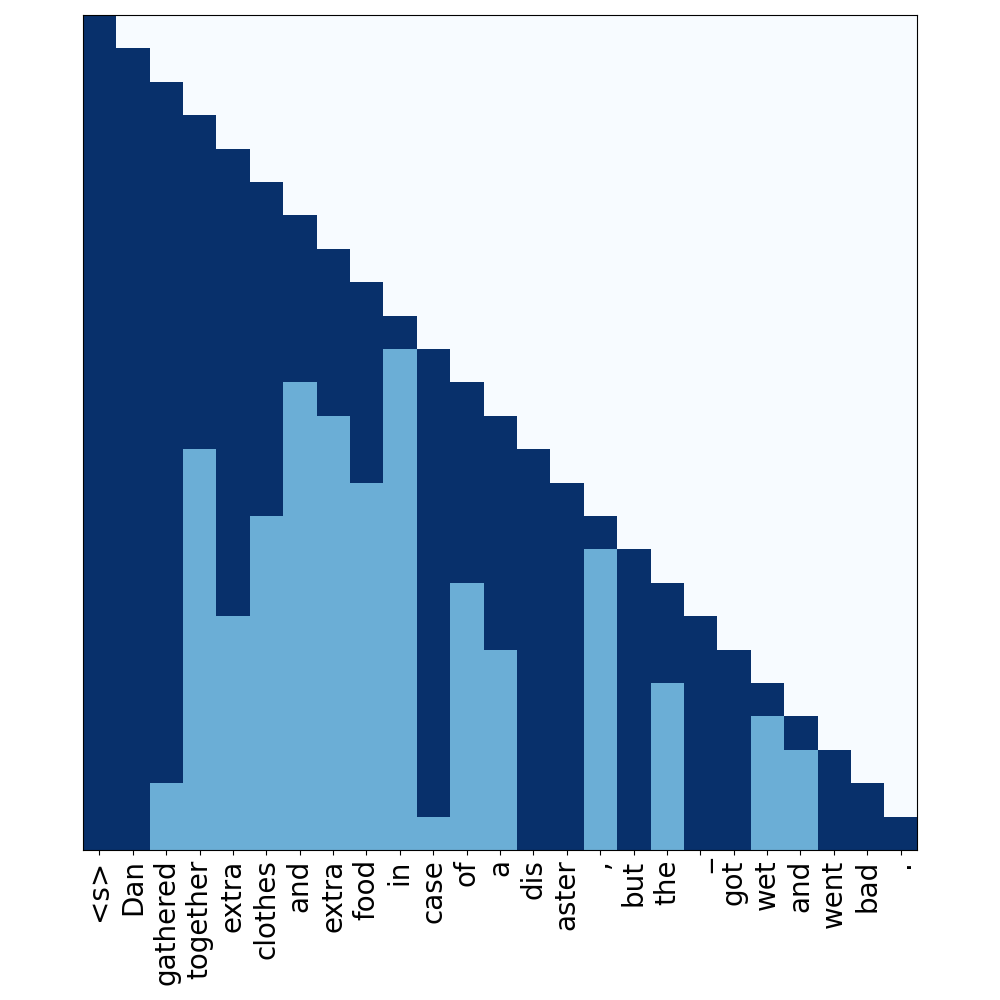 <s> Dan gathered together extra clothes and extra food in case of a dis aster , but the _ got wet and went bad .